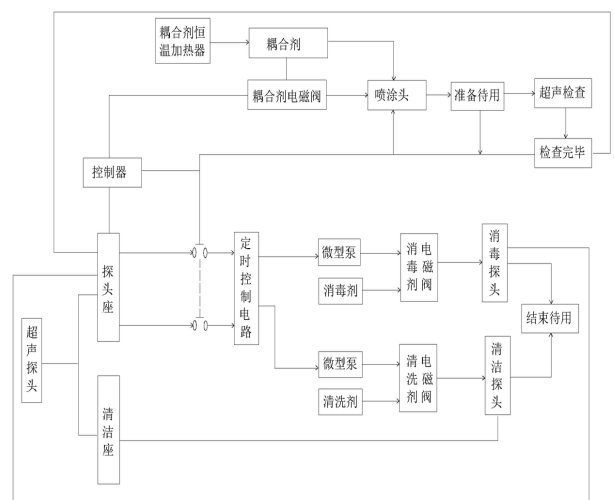 耦合剂恒
温加热器
耦合剂
耦合剂电磁阀
喷涂头
准备待用
超声检查
检查完毕
控制器
探头座
定时控制电路
微型泵
消毒剂
消毒剂
电磁阀
消毒探头
结束待用
超声探头
清洁座
微型泵
清洗剂
清洗剂
电磁阀
清洁探头